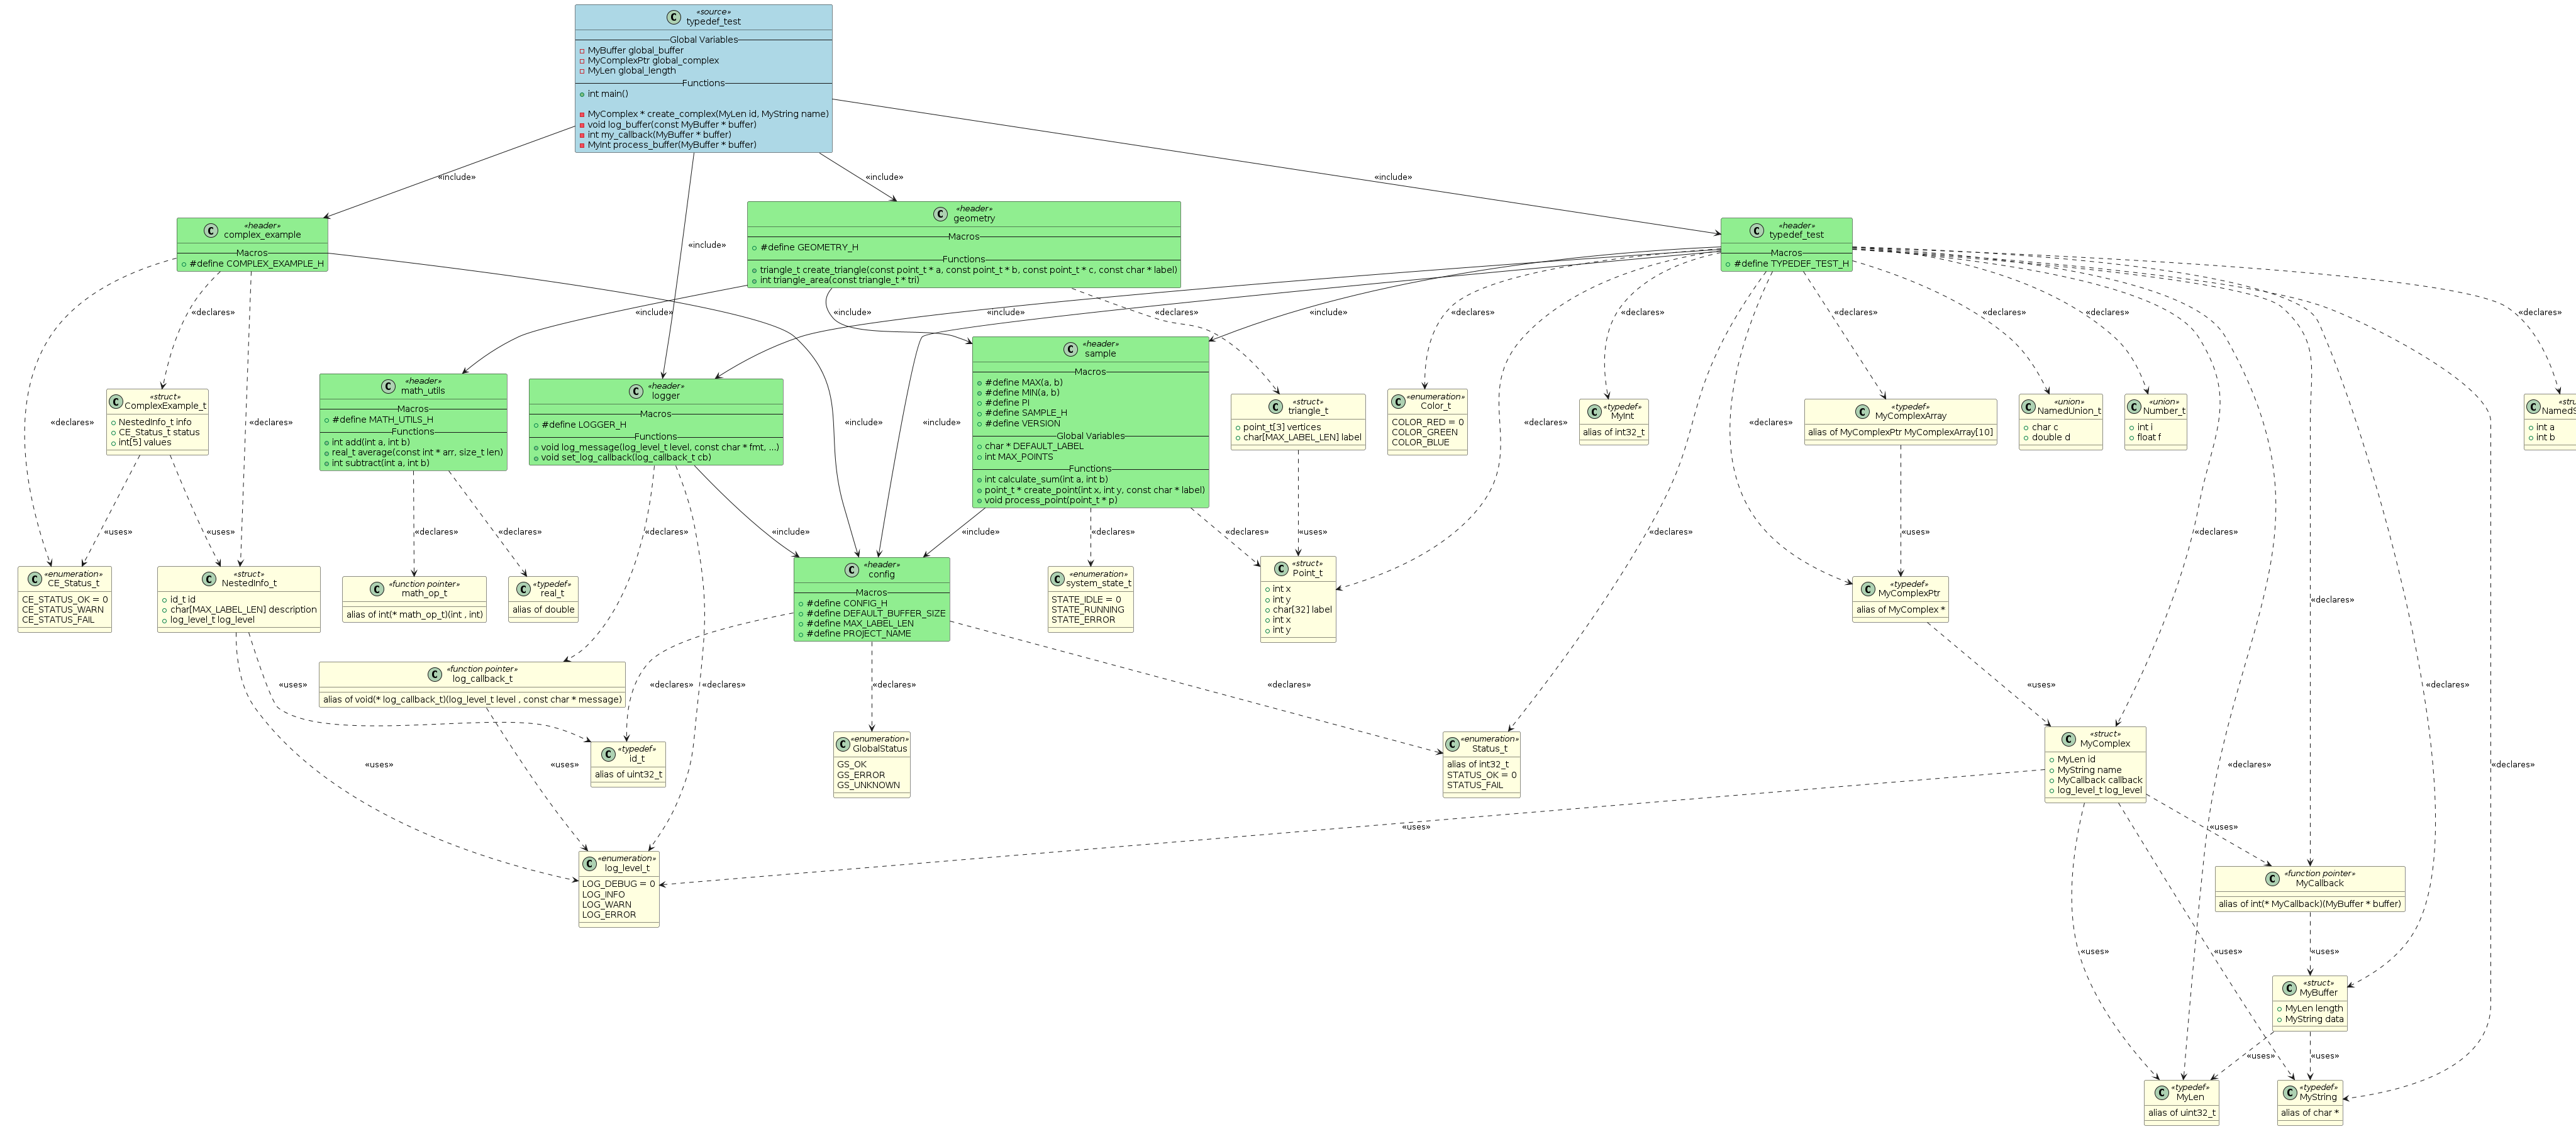 «source»
typedef_test
Global Variables
MyBuffer global_buffer
MyComplexPtr global_complex
MyLen global_length
Functions
int main()
MyComplex * create_complex(MyLen id, MyString name)
void log_buffer(const MyBuffer * buffer)
int my_callback(MyBuffer * buffer)
MyInt process_buffer(MyBuffer * buffer)
«include»
«include»
«include»
«include»
«header»
complex_example
Macros
#define COMPLEX_EXAMPLE_H
«header»
geometry
Macros
#define GEOMETRY_H
Functions
triangle_t create_triangle(const point_t * a, const point_t * b, const point_t * c, const char * label)
int triangle_area(const triangle_t * tri)
«header»
typedef_test
Macros
#define TYPEDEF_TEST_H
«declares»
«include»
«include»
«include»
«declares»
«include»
«declares»
«declares»
«declares»
«declares»
«declares»
«declares»
«struct»
ComplexExample_t
NestedInfo_t info
CE_Status_t status
int[5] values
«header»
math_utils
Macros
#define MATH_UTILS_H
Functions
int add(int a, int b)
real_t average(const int * arr, size_t len)
int subtract(int a, int b)
«header»
logger
Macros
#define LOGGER_H
Functions
void log_message(log_level_t level, const char * fmt, ...)
void set_log_callback(log_callback_t cb)
«header»
sample
Macros
#define MAX(a, b)
#define MIN(a, b)
#define PI
#define SAMPLE_H
#define VERSION
Global Variables
char * DEFAULT_LABEL
int MAX_POINTS
Functions
int calculate_sum(int a, int b)
point_t * create_point(int x, int y, const char * label)
void process_point(point_t * p)
«struct»
triangle_t
point_t[3] vertices
char[MAX_LABEL_LEN] label
«enumeration»
Color_t
COLOR_RED = 0
COLOR_GREEN
COLOR_BLUE
«typedef»
MyInt
alias of int32_t
«typedef»
MyComplexArray
alias of MyComplexPtr MyComplexArray[10]
«union»
NamedUnion_t
char c
double d
«union»
Number_t
int i
float f
«stru
NamedS
int a
int b
«declares»
«declares»
«include»
«include»
«declares»
«declares»
«uses»
«uses»
«declares»
«declares»
«declares»
«include»
«include»
«declares»
«declares»
«uses»
«declares»
«uses»
«declares»
«enumeration»
CE_Status_t
CE_STATUS_OK = 0
CE_STATUS_WARN
CE_STATUS_FAIL
«struct»
NestedInfo_t
id_t id
char[MAX_LABEL_LEN] description
log_level_t log_level
«function pointer»
math_op_t
alias of int(* math_op_t)(int , int)
«typedef»
real_t
alias of double
«header»
config
Macros
#define CONFIG_H
#define DEFAULT_BUFFER_SIZE
#define MAX_LABEL_LEN
#define PROJECT_NAME
«enumeration»
system_state_t
STATE_IDLE = 0
STATE_RUNNING
STATE_ERROR
«struct»
Point_t
int x
int y
char[32] label
int x
int y
«typedef»
MyComplexPtr
alias of MyComplex *
«declares»
«uses»
«function pointer»
log_callback_t
alias of void(* log_callback_t)(log_level_t level , const char * message)
«declares»
«declares»
«declares»
«declares»
«uses»
«declares»
«uses»
«uses»
«typedef»
id_t
alias of uint32_t
«enumeration»
GlobalStatus
GS_OK
GS_ERROR
GS_UNKNOWN
«enumeration»
Status_t
alias of int32_t
STATUS_OK = 0
STATUS_FAIL
«struct»
MyComplex
MyLen id
MyString name
MyCallback callback
log_level_t log_level
«declares»
«declares»
«uses»
«uses»
«enumeration»
log_level_t
LOG_DEBUG = 0
LOG_INFO
LOG_WARN
LOG_ERROR
«function pointer»
MyCallback
alias of int(* MyCallback)(MyBuffer * buffer)
«uses»
«uses»
«uses»
«struct»
MyBuffer
MyLen length
MyString data
«uses»
«uses»
«typedef»
MyLen
alias of uint32_t
«typedef»
MyString
alias of char *